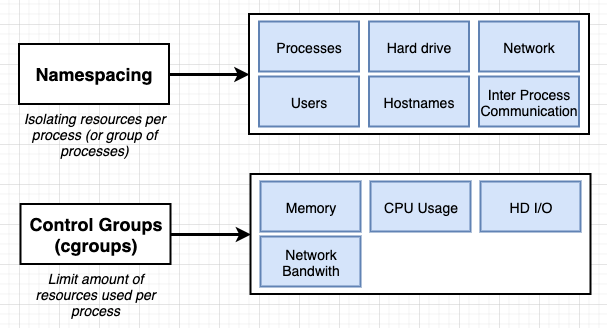 Namespacing
Isolating resources per
process (or group of
processes)
Processes
Hard drive
Network
Users
Hostnames
Inter Process
Communication
Control Groups
(cgroups)
Limit amount of
resources used per
process
Memory
CPU Usage
HD I/O
Network
Bandwith